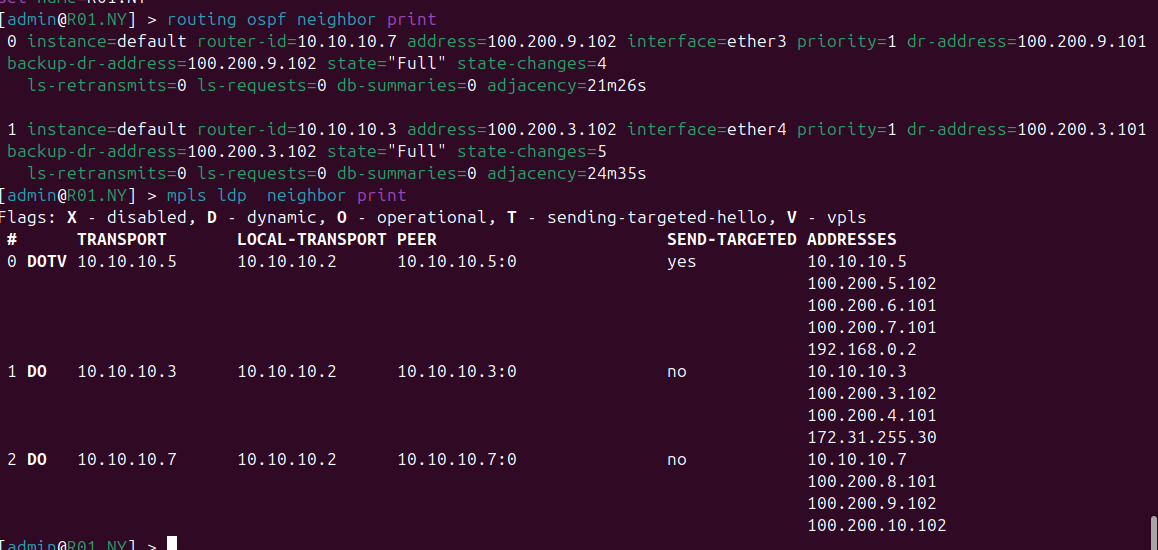 [admin@R01.NY] > routing ospf neighbor print
0 instance=default router-id=10.10.10.7 address=100.200.9.102 interface=ether3 priority=1 dr-address=100.200.9.101
backup-dr-address=100.200.9.102 state="Full" state-changes=4
ls-retransmits=0 ls-requests=0 db-summaries=0 adjacency=21m26s
1 instance=default router-id=10.10.10.3 address=100.200.3.102 interface=ether4 priority=1 dr-address=100.200.3.101
backup-dr-address=100.200.3.102 state="Full" state-changes=5
ls-retransmits=0 ls-requests=0 db-summaries=0 adjacency=24m35s
[admin@R01.NY] > mpls ldp  neighbor print
Flags: X - disabled, D - dynamic, O - operational, T - sending-targeted-hello, V - vpls
# TRANSPORT LOCAL-TRANSPORT PEER SEND-TARGETED ADDRESSES
0 DOTV 10.10.10.5 10.10.10.2 10.10.10.5:0 yes 10.10.10.5
100.200.5.102
100.200.6.101
100.200.7.101
192.168.0.2
1 DO 10.10.10.3 10.10.10.2 10.10.10.3:0 no 10.10.10.3
100.200.3.102
100.200.4.101
172.31.255.30
2 DO 10.10.10.7 10.10.10.2 10.10.10.7:0 no 10.10.10.7
100.200.8.101
100.200.9.102
100.200.10.102
[admin@R01.NY] >